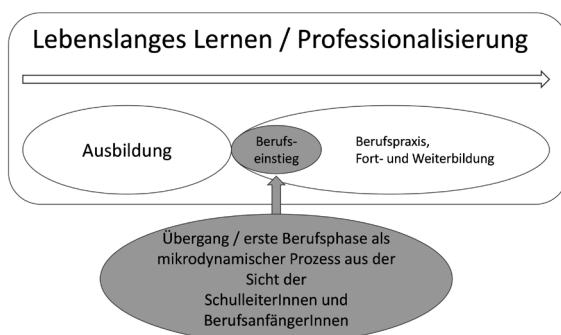 Lebenslanges Lernen / Professionalisierung
Ausbildung
Berufs-
einstieg
Berufspraxis,
Fort- und Weiterbildung
Übergang / erste Berufsphase als
mikrodynamischer Prozess aus der
Sicht der
SchulleiterInnen und
BerufsanfängerInnen